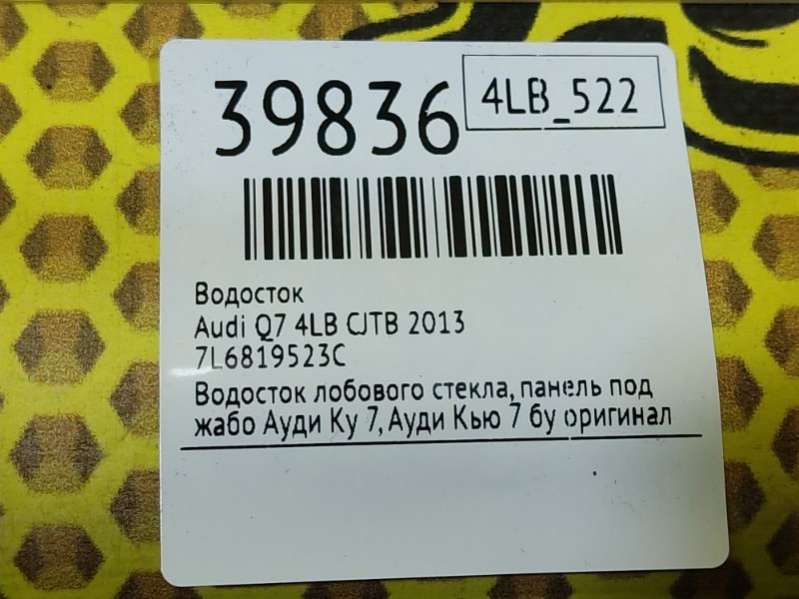 39836
4LB_522
Водосток
Audi Q7 4LB CJTB 2013
7L6819523C
Водосток лобового стекла, панель под
жабо Ауди Ку 7, Ауди Кью 7 бу оригинал